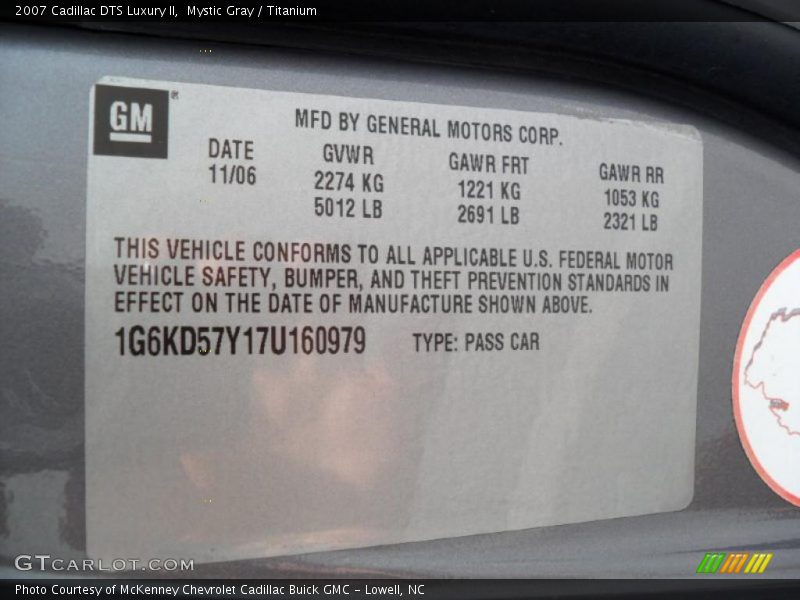 2007 Cadillac DTS Luxury II, Mystic Gray / Titanium
GM ®
MFD BY GENERAL MOTORS CORP.
DATE GVWR GAWR FRT GAWR RR
11/06 2274 KG 1221 KG 1053 KG
5012 LB 2691 LB 2321 LB
THIS VEHICLE CONFORMS TO ALL APPLICABLE U.S. FEDERAL MOTOR
VEHICLE SAFETY, BUMPER, AND THEFT PREVENTION STANDARDS IN
EFFECT ON THE DATE OF MANUFACTURE SHOWN ABOVE.
1G6KD57Y17U160979 TYPE: PASS CAR
GTCARLOT.COM
Photo Courtesy of McKenney Chevrolet Cadillac Buick GMC - Lowell, NC